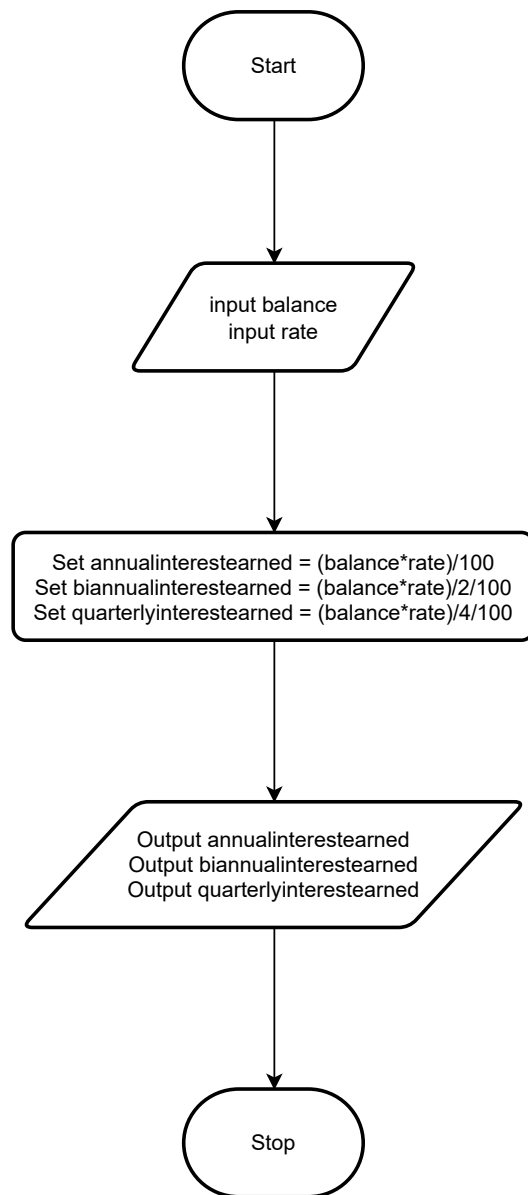 Start
input balance
input rate
Set annualinterestearned = (balance*rate)/100
Set biannualinterestearned = (balance*rate)/2/100
Set quarterlyinterestearned = (balance*rate)/4/100
Output annualinterestearned
Output biannualinterestearned
Output quarterlyinterestearned
Stop